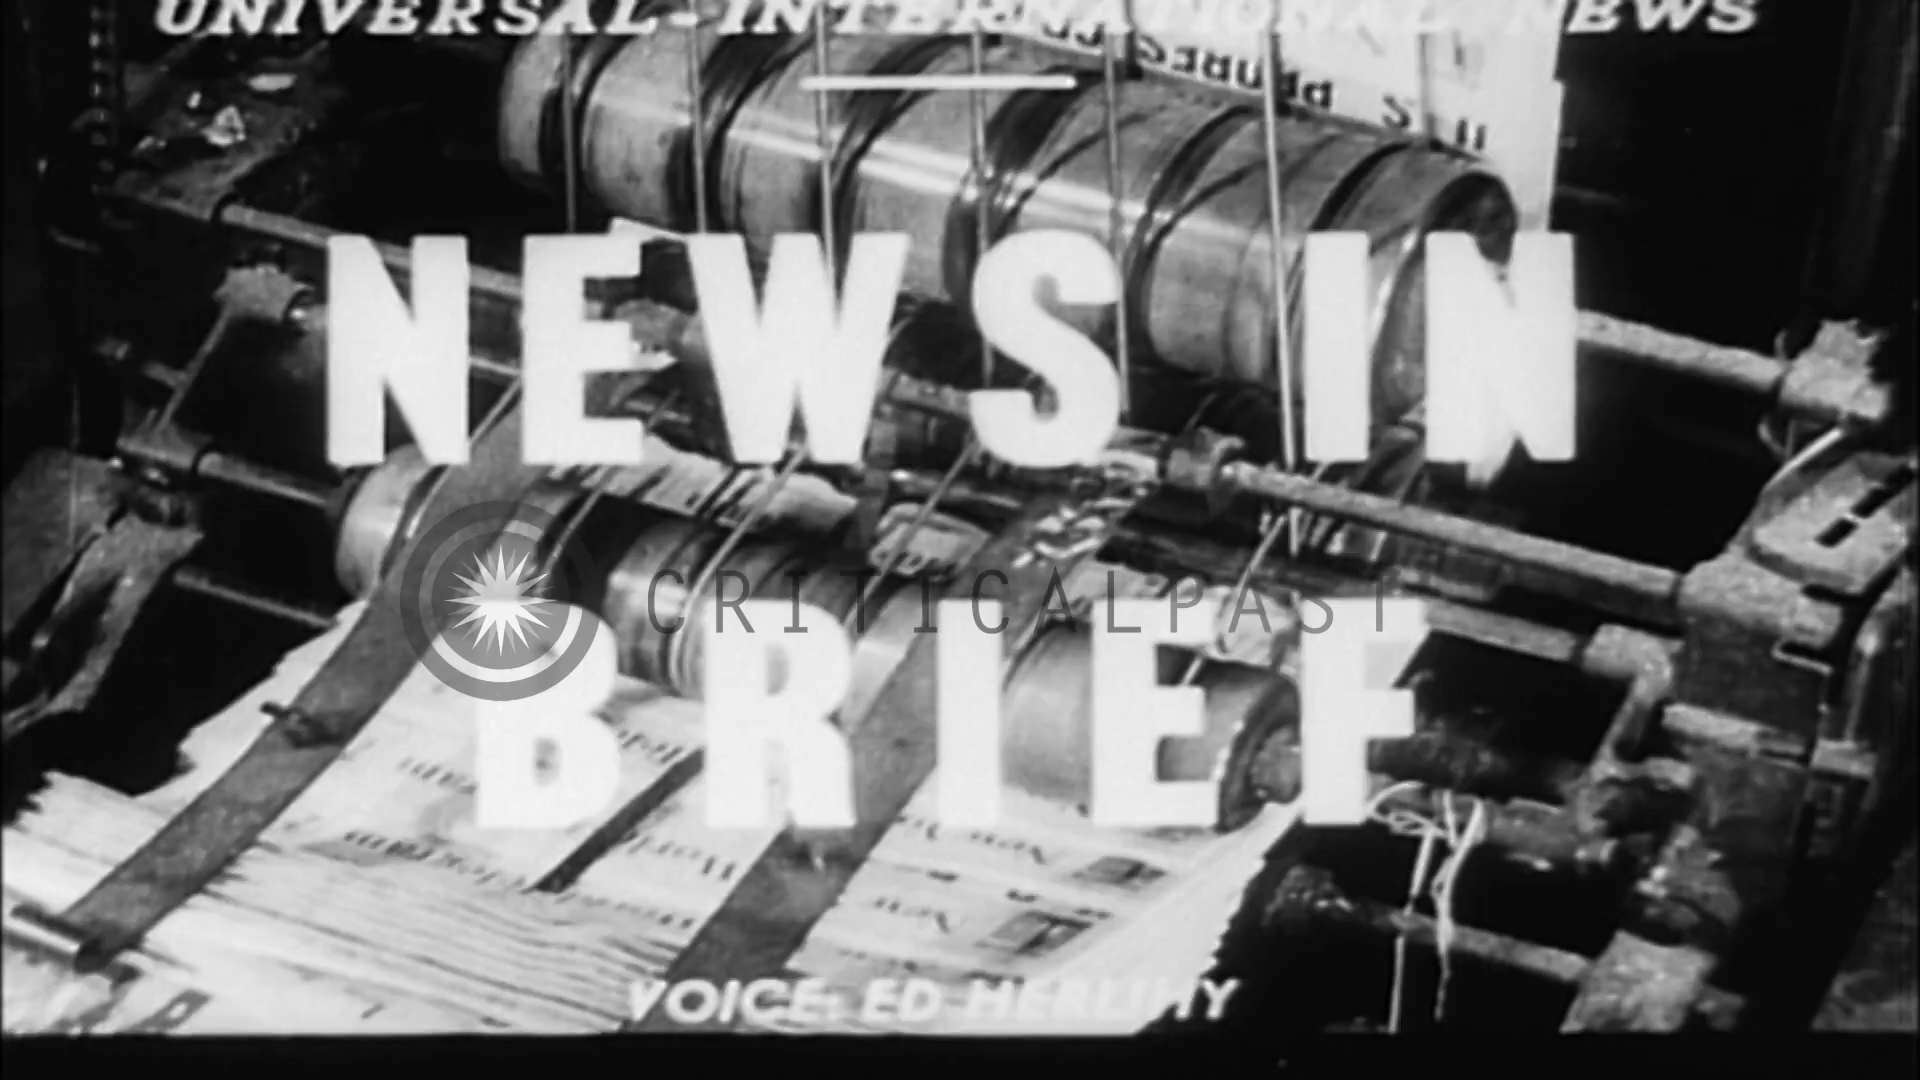 UNIVERSAL-INTERNATIONAL NEWS
NEWS IN
CRITICALPAST
BRIEF
VOICE: ED HERLIHY